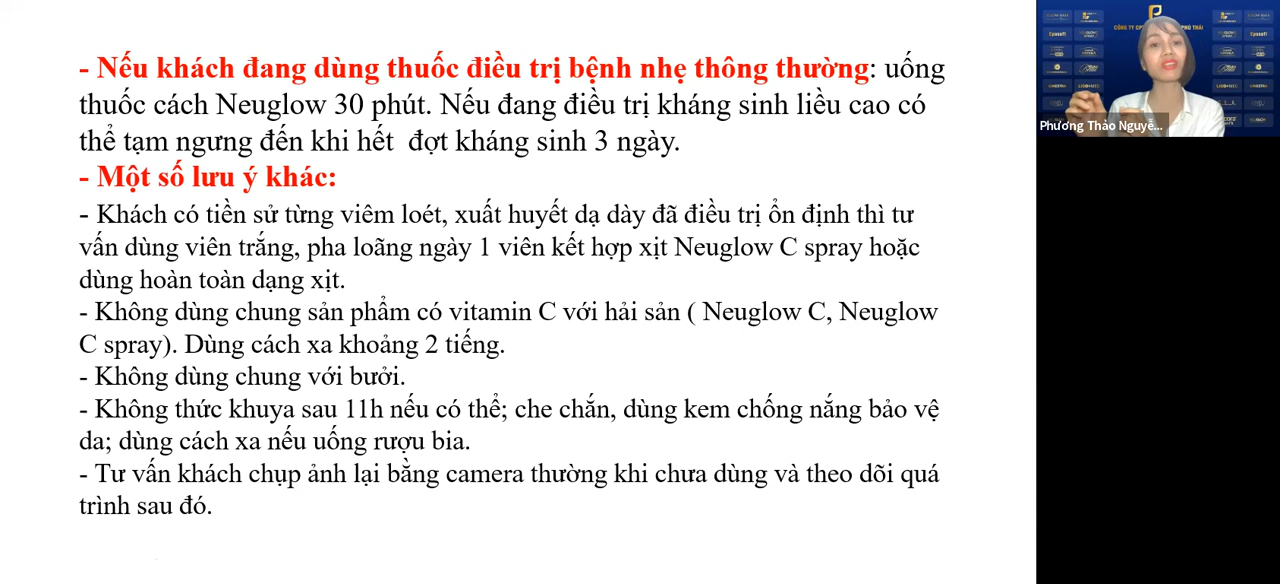 - Nếu khách đang dùng thuốc điều trị bệnh nhẹ thông thường: uống
thuốc cách Neuglow 30 phút. Nếu đang điều trị kháng sinh liều cao có
thể tạm ngưng đến khi hết đợt kháng sinh 3 ngày.
- Một số lưu ý khác:
- Khách có tiền sử từng viêm loét, xuất huyết dạ dày đã điều trị ổn định thì tư
vấn dùng viên trắng, pha loãng ngày 1 viên kết hợp xịt Neuglow C spray hoặc
dùng hoàn toàn dạng xịt.
- Không dùng chung sản phẩm có vitamin C với hải sản ( Neuglow C, Neuglow
C spray). Dùng cách xa khoảng 2 tiếng.
- Không dùng chung với bưởi.
- Không thức khuya sau 11h nếu có thể; che chắn, dùng kem chống nắng bảo vệ
da; dùng cách xa nếu uống rượu bia.
- Tư vấn khách chụp ảnh lại bằng camera thường khi chưa dùng và theo dõi quá
trình sau đó.
CÔNG TY CP PHÚ THÁI
Phương Thảo Nguyễ...